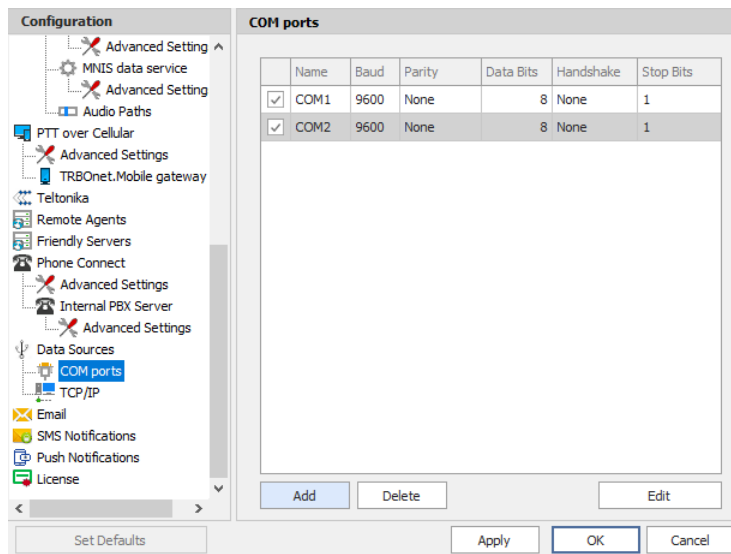 Configuration
Advanced Setting
MNIS data service
Advanced Setting
Audio Paths
PTT over Cellular
Advanced Settings
TRBOnet.Mobile gateway
Teltonika
Remote Agents
Friendly Servers
Phone Connect
Advanced Settings
Internal PBX Server
Advanced Settings
Data Sources
COM ports
TCP/IP
Email
SMS Notifications
Push Notifications
License
Set Defaults
COM ports
Name Baud Parity Data Bits Handshake Stop Bits
COM1 9600 None 8 None 1
COM2 9600 None 8 None 1
Add Delete Edit
Apply OK Cancel